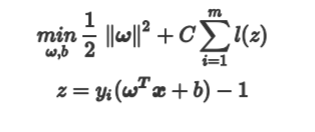 min_{ω,b} 1/2 ‖ω‖² + C ∑_{i=1}^{m} l(z)
z = y_i(ω^T x + b) − 1